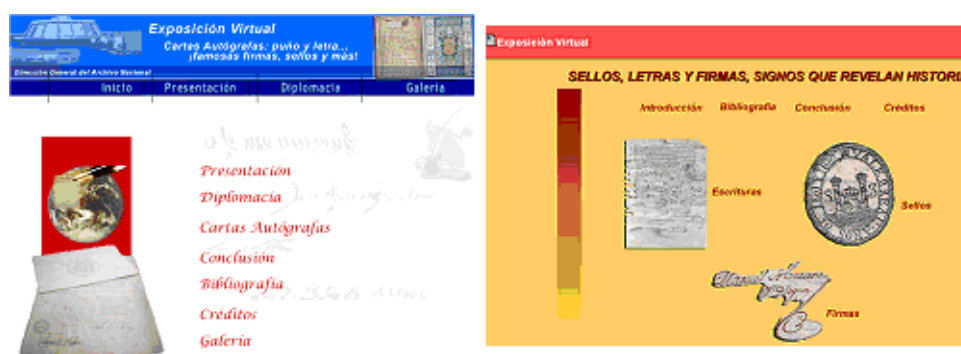 Exposición Virtual
Cartas Autógrafas: puño y letra...
¡famosas firmas, sellos y más!
Dirección General del Archivo Nacional
Inicio Presentación Diplomacia Galería
Presentación
Diplomacia
Cartas Autógrafas
Conclusión
Bibliografía
Créditos
Galería
Exposición Virtual
SELLOS, LETRAS Y FIRMAS, SIGNOS QUE REVELAN HISTORI
Introducción Bibliografía Conclusión Créditos
Escrituras
Sellos
Firmas